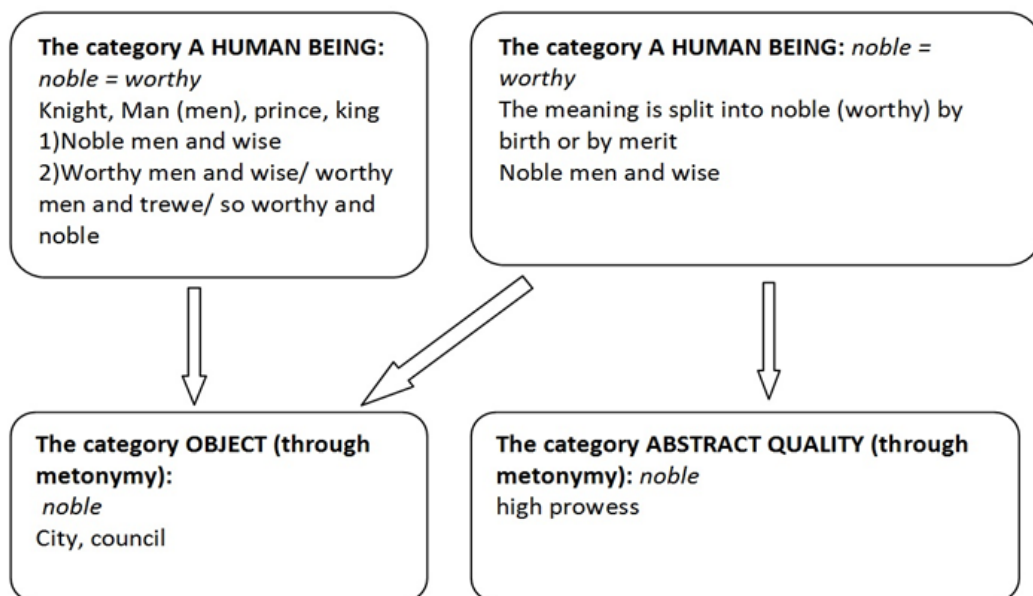 The category A HUMAN BEING:
noble = worthy
Knight, Man (men), prince, king
1)Noble men and wise
2)Worthy men and wise/ worthy
men and trewe/ so worthy and
noble
The category A HUMAN BEING: noble =
worthy
The meaning is split into noble (worthy) by
birth or by merit
Noble men and wise
The category OBJECT (through
metonymy):
noble
City, council
The category ABSTRACT QUALITY (through
metonymy): noble
high prowess